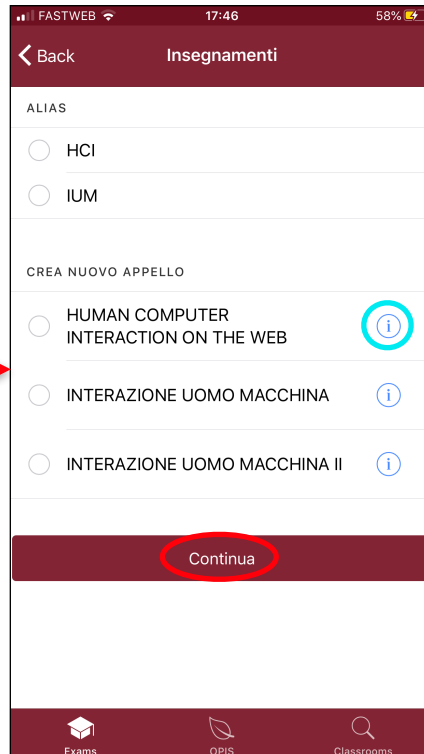 FASTWEB 17:46 58%
Back Insegnamenti
ALIAS
HCI
IUM
CREA NUOVO APPELLO
HUMAN COMPUTER
INTERACTION ON THE WEB
INTERAZIONE UOMO MACCHINA
INTERAZIONE UOMO MACCHINA II
Continua
Exams OPIS Classrooms